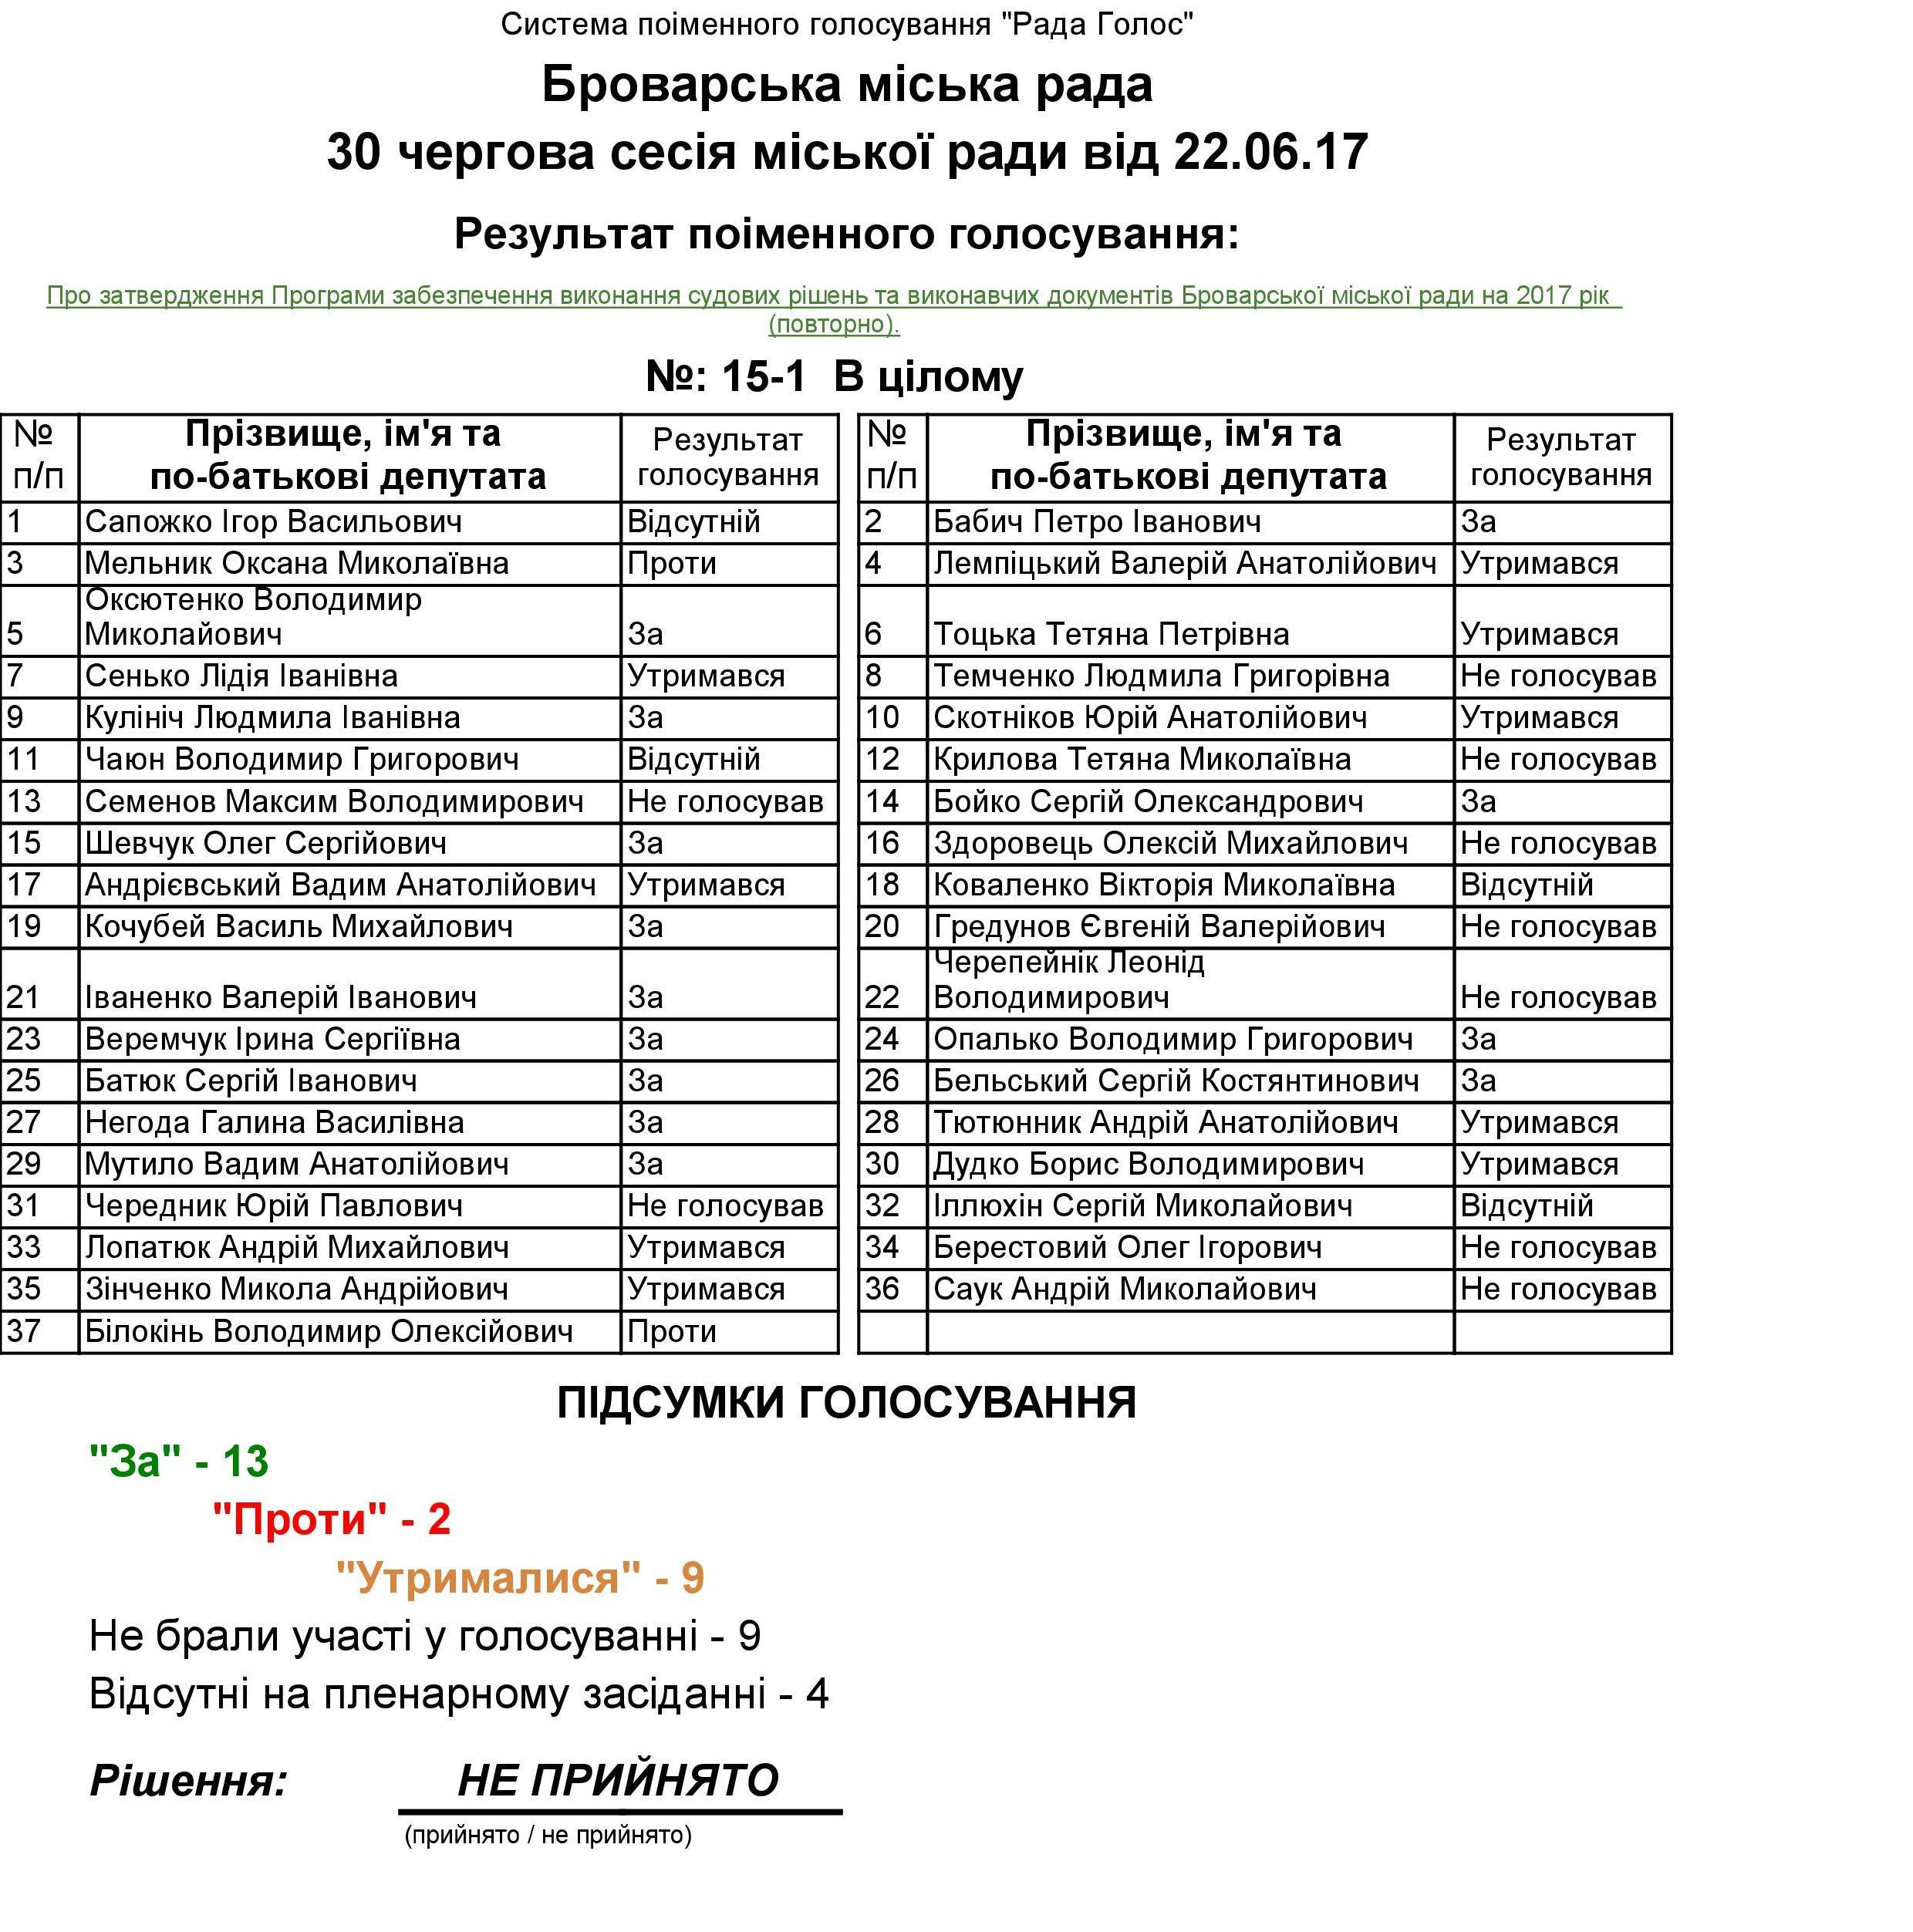 Система поіменного голосування "Рада Голос"
Броварська міська рада
30 чергова сесія міської ради від 22.06.17
Результат поіменного голосування:
Про затвердження Програми забезпечення виконання судових рішень та виконавчих документів Броварської міської ради на 2017 рік
(повторно).
№: 15-1 В цілому
№ п/п Прізвище, ім'я та по-батькові депутата Результат голосування № п/п Прізвище, ім'я та по-батькові депутата Результат голосування
1 Сапожко Ігор Васильович Відсутній 2 Бабич Петро Іванович За
3 Мельник Оксана Миколаївна Проти 4 Лемпіцький Валерій Анатолійович Утримався
5 Оксютенко Володимир Миколайович За 6 Тоцька Тетяна Петрівна Утримався
7 Сенько Лідія Іванівна Утримався 8 Темченко Людмила Григорівна Не голосував
9 Кулініч Людмила Іванівна За 10 Скотніков Юрій Анатолійович Утримався
11 Чаюн Володимир Григорович Відсутній 12 Крилова Тетяна Миколаївна Не голосував
13 Семенов Максим Володимирович Не голосував 14 Бойко Сергій Олександрович За
15 Шевчук Олег Сергійович За 16 Здоровець Олексій Михайлович Не голосував
17 Андрієвський Вадим Анатолійович Утримався 18 Коваленко Вікторія Миколаївна Відсутній
19 Кочубей Василь Михайлович За 20 Гредунов Євгеній Валерійович Не голосував
21 Іваненко Валерій Іванович За 22 Черепейнік Леонід Володимирович Не голосував
23 Веремчук Ірина Сергіївна За 24 Опалько Володимир Григорович За
25 Батюк Сергій Іванович За 26 Бельський Сергій Костянтинович За
27 Негода Галина Василівна За 28 Тютюнник Андрій Анатолійович Утримався
29 Мутило Вадим Анатолійович За 30 Дудко Борис Володимирович Утримався
31 Чередник Юрій Павлович Не голосував 32 Іллюхін Сергій Миколайович Відсутній
33 Лопатюк Андрій Михайлович Утримався 34 Берестовий Олег Ігорович Не голосував
35 Зінченко Микола Андрійович Утримався 36 Саук Андрій Миколайович Не голосував
37 Білокінь Володимир Олексійович Проти
ПІДСУМКИ ГОЛОСУВАННЯ
"За" - 13
"Проти" - 2
"Утрималися" - 9
Не брали участі у голосуванні - 9
Відсутні на пленарному засіданні - 4
Рішення: НЕ ПРИЙНЯТО
(прийнято / не прийнято)